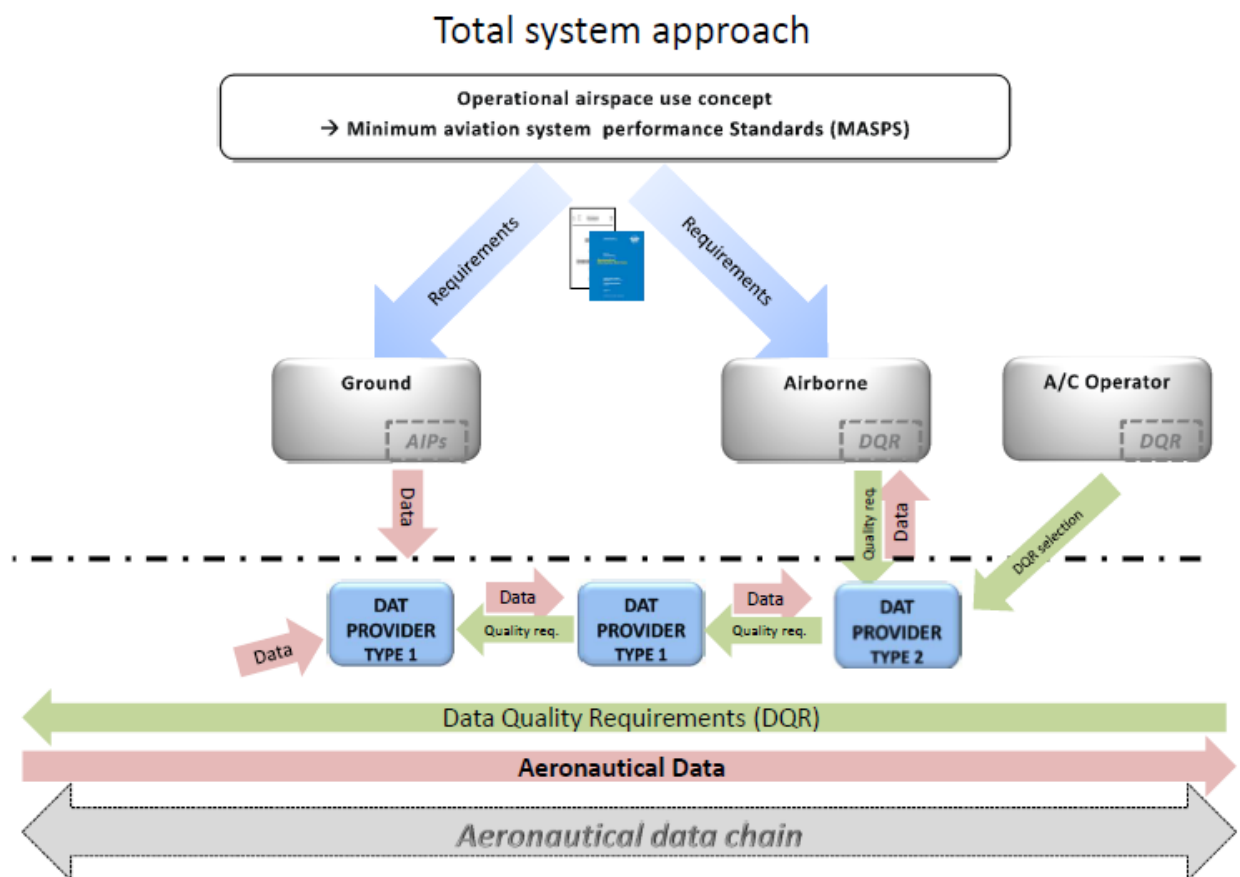 Total system approach
Operational airspace use concept
→ Minimum aviation system performance Standards (MASPS)
Requirements
Requirements
Ground
AIPs
Airborne
DQR
A/C Operator
DQR
Data
Quality req.
Data
DQR selection
DAT
PROVIDER
TYPE 1
Data
Quality req.
DAT
PROVIDER
TYPE 1
Data
Quality req.
DAT
PROVIDER
TYPE 2
Data
Data Quality Requirements (DQR)
Aeronautical Data
Aeronautical data chain